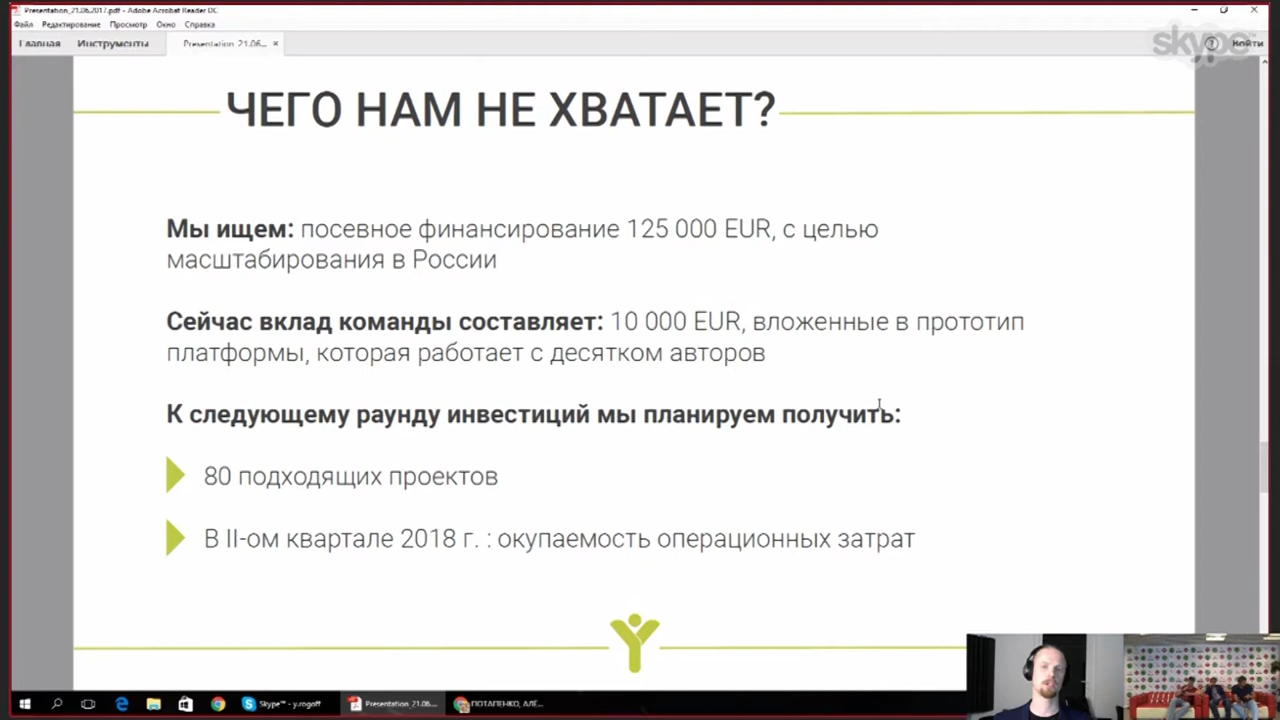 Presentation_21.06.2017.pdf - Adobe Acrobat Reader DC
Файл Редактирование Просмотр Окно Справка
Главная Инструменты Presentation_21.06... × ? Войти
skype™
ЧЕГО НАМ НЕ ХВАТАЕТ?
Мы ищем: посевное финансирование 125 000 EUR, с целью
масштабирования в России
Сейчас вклад команды составляет: 10 000 EUR, вложенные в прототип
платформы, которая работает с десятком авторов
К следующему раунду инвестиций мы планируем получить:
80 подходящих проектов
В II-ом квартале 2018 г. : окупаемость операционных затрат
Skype™ - y.rogoff Presentation_21.06... ПОТАПЕНКО, АЛЕ...